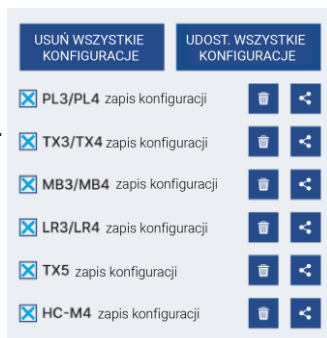 USUŃ WSZYSTKIE
KONFIGURACJE
UDOST. WSZYSTKIE
KONFIGURACJE
PL3/PL4 zapis konfiguracji
TX3/TX4 zapis konfiguracji
MB3/MB4 zapis konfiguracji
LR3/LR4 zapis konfiguracji
TX5 zapis konfiguracji
HC-M4 zapis konfiguracji